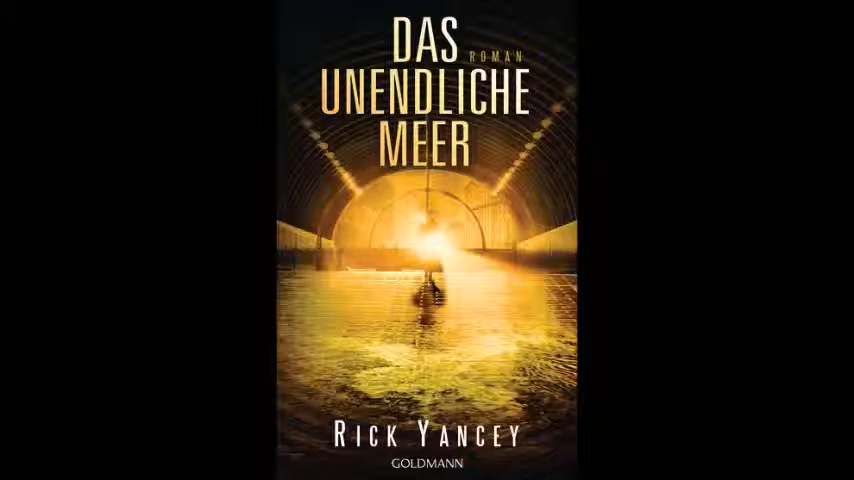 DAS
ROMAN
UNENDLICHE
MEER
RICK YANCEY
GOLDMANN